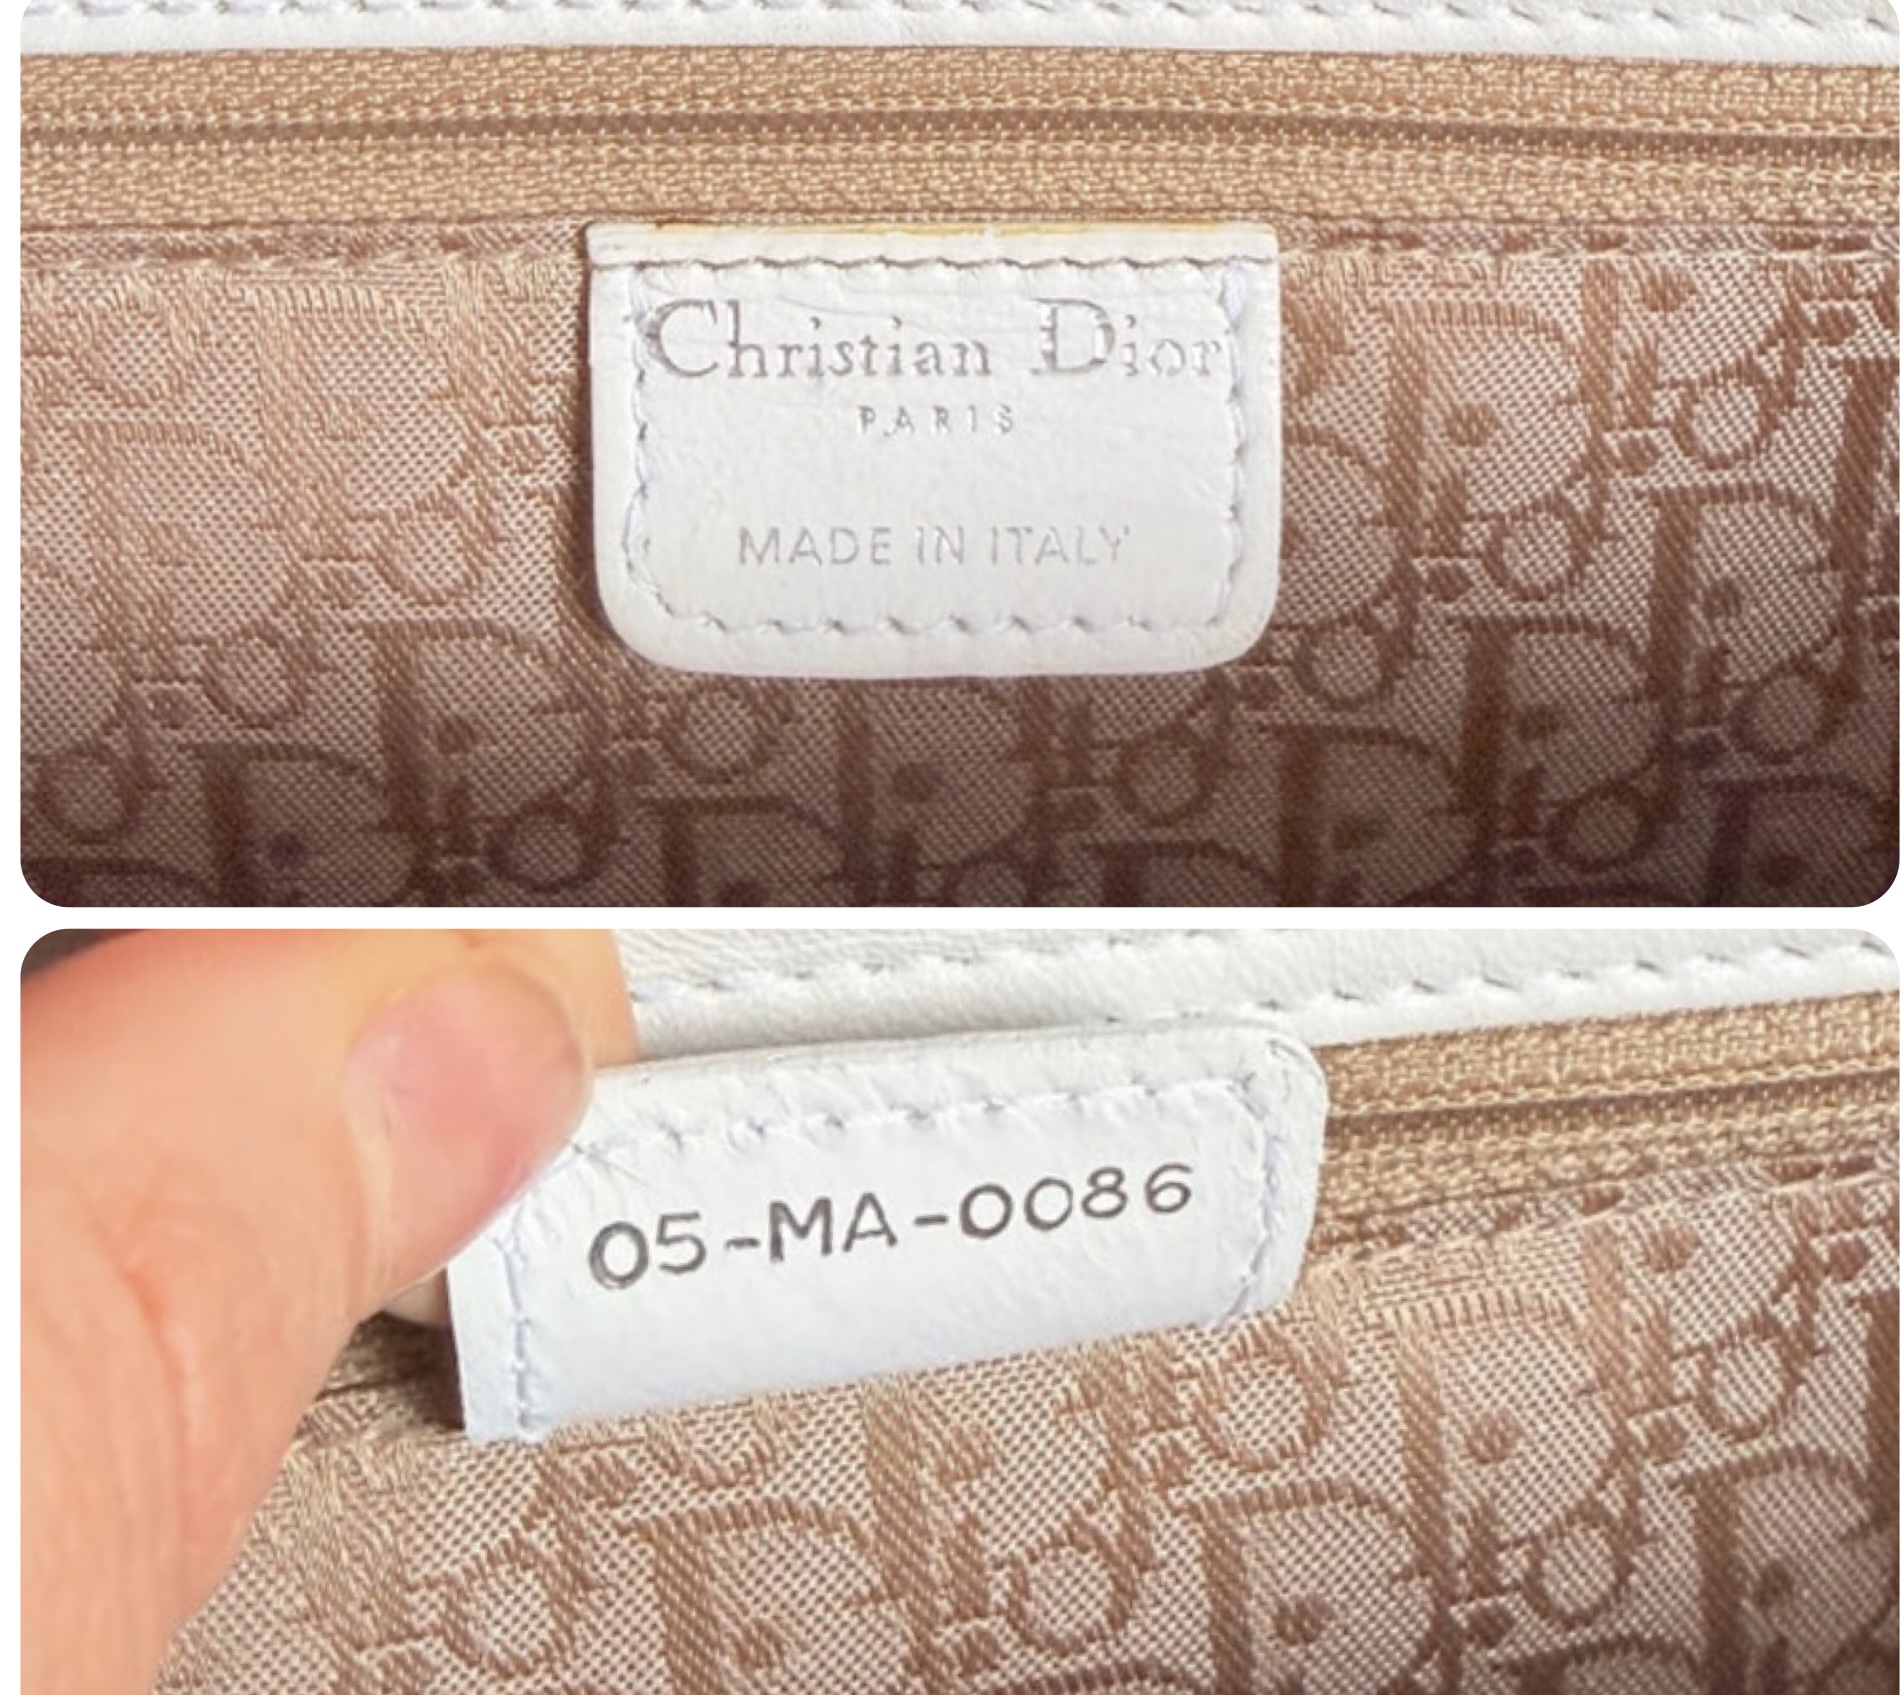 Christian Dior
PARIS
MADE IN ITALY
05-MA-0086